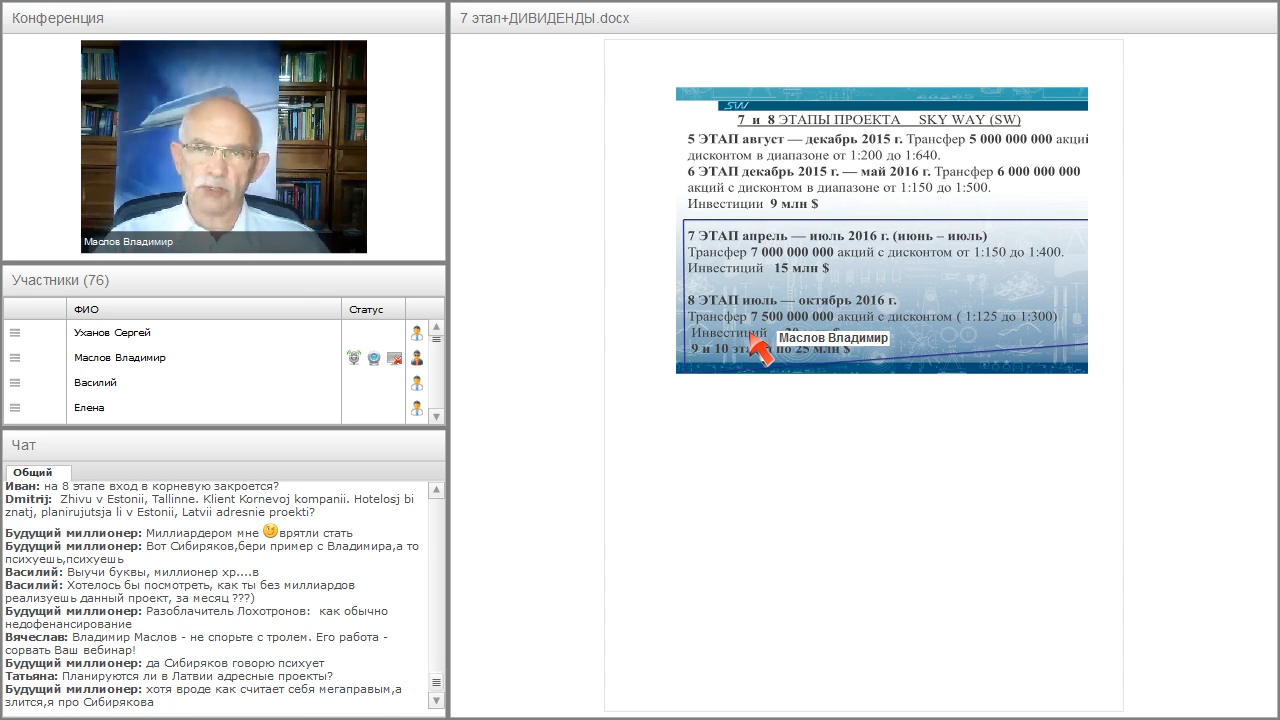 Конференция
Маслов Владимир
Участники (76)
ФИО
Статус
Уханов Сергей
Маслов Владимир
Василий
Елена
Чат
Общий
Иван: на 8 этапе вход в корневую закроется?
Dmitrij: Zhivu v Estonii, Tallinne. Klient Kornevoj kompanii. Hotelosj bi
znatj, planirujutsja li v Estonii, Latvii adresnie proekti?
Будущий миллионер: Миллиардером мне врятли стать
Будущий миллионер: Вот Сибиряков,бери пример с Владимира,а то
психуешь,психуешь
Василий: Выучи буквы, миллионер хр....в
Василий: Хотелось бы посмотреть, как ты без миллиардов
реализуешь данный проект, за месяц ???)
Будущий миллионер: Разоблачитель Лохотронов: как обычно
недофенансирование
Вячеслав: Владимир Маслов - не спорьте с тролем. Его работа -
сорвать Ваш вебинар!
Будущий миллионер: да Сибиряков говорю психует
Татьяна: Планируются ли в Латвии адресные проекты?
Будущий миллионер: хотя вроде как считает себя мегаправым,а
злится,я про Сибирякова
7 этап+ДИВИДЕНДЫ.docx
SW
7 и 8 ЭТАПЫ ПРОЕКТА SKY WAY (SW)
5 ЭТАП август — декабрь 2015 г. Трансфер 5 000 000 000 акций
дисконтом в диапазоне от 1:200 до 1:640.
6 ЭТАП декабрь 2015 г. — май 2016 г. Трансфер 6 000 000 000
акций с дисконтом в диапазоне от 1:150 до 1:500.
Инвестиции 9 млн $
7 ЭТАП апрель — июль 2016 г. (июнь – июль)
Трансфер 7 000 000 000 акций с дисконтом от 1:150 до 1:400.
Инвестиций 15 млн $
8 ЭТАП июль — октябрь 2016 г.
Трансфер 7 500 000 000 акций с дисконтом ( 1:125 до 1:300)
Инвестиций
Маслов Владимир
9 и 10 этапы по 25 млн $